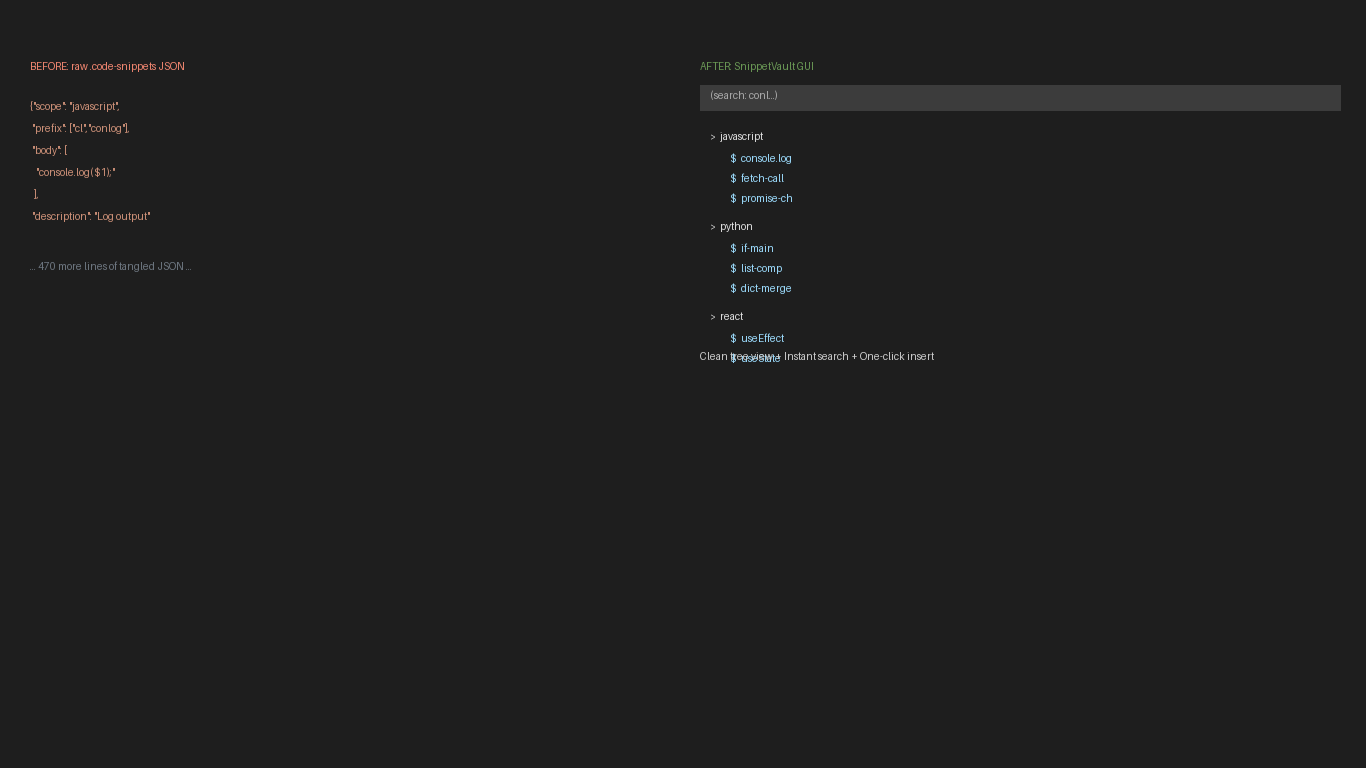 BEFORE: raw .code-snippets JSON
{"scope": "javascript",
"prefix": ["cl","conlog"],
"body": [
"console.log($1);"
],
"description": "Log output"
... 470 more lines of tangled JSON ...
AFTER: SnippetVault GUI
(search: conl...)
> javascript
$ console.log
$ fetch-call
$ promise-ch
> python
$ if-main
$ list-comp
$ dict-merge
> react
$ useEffect
$ useState
Clean tree view + Instant search + One-click insert